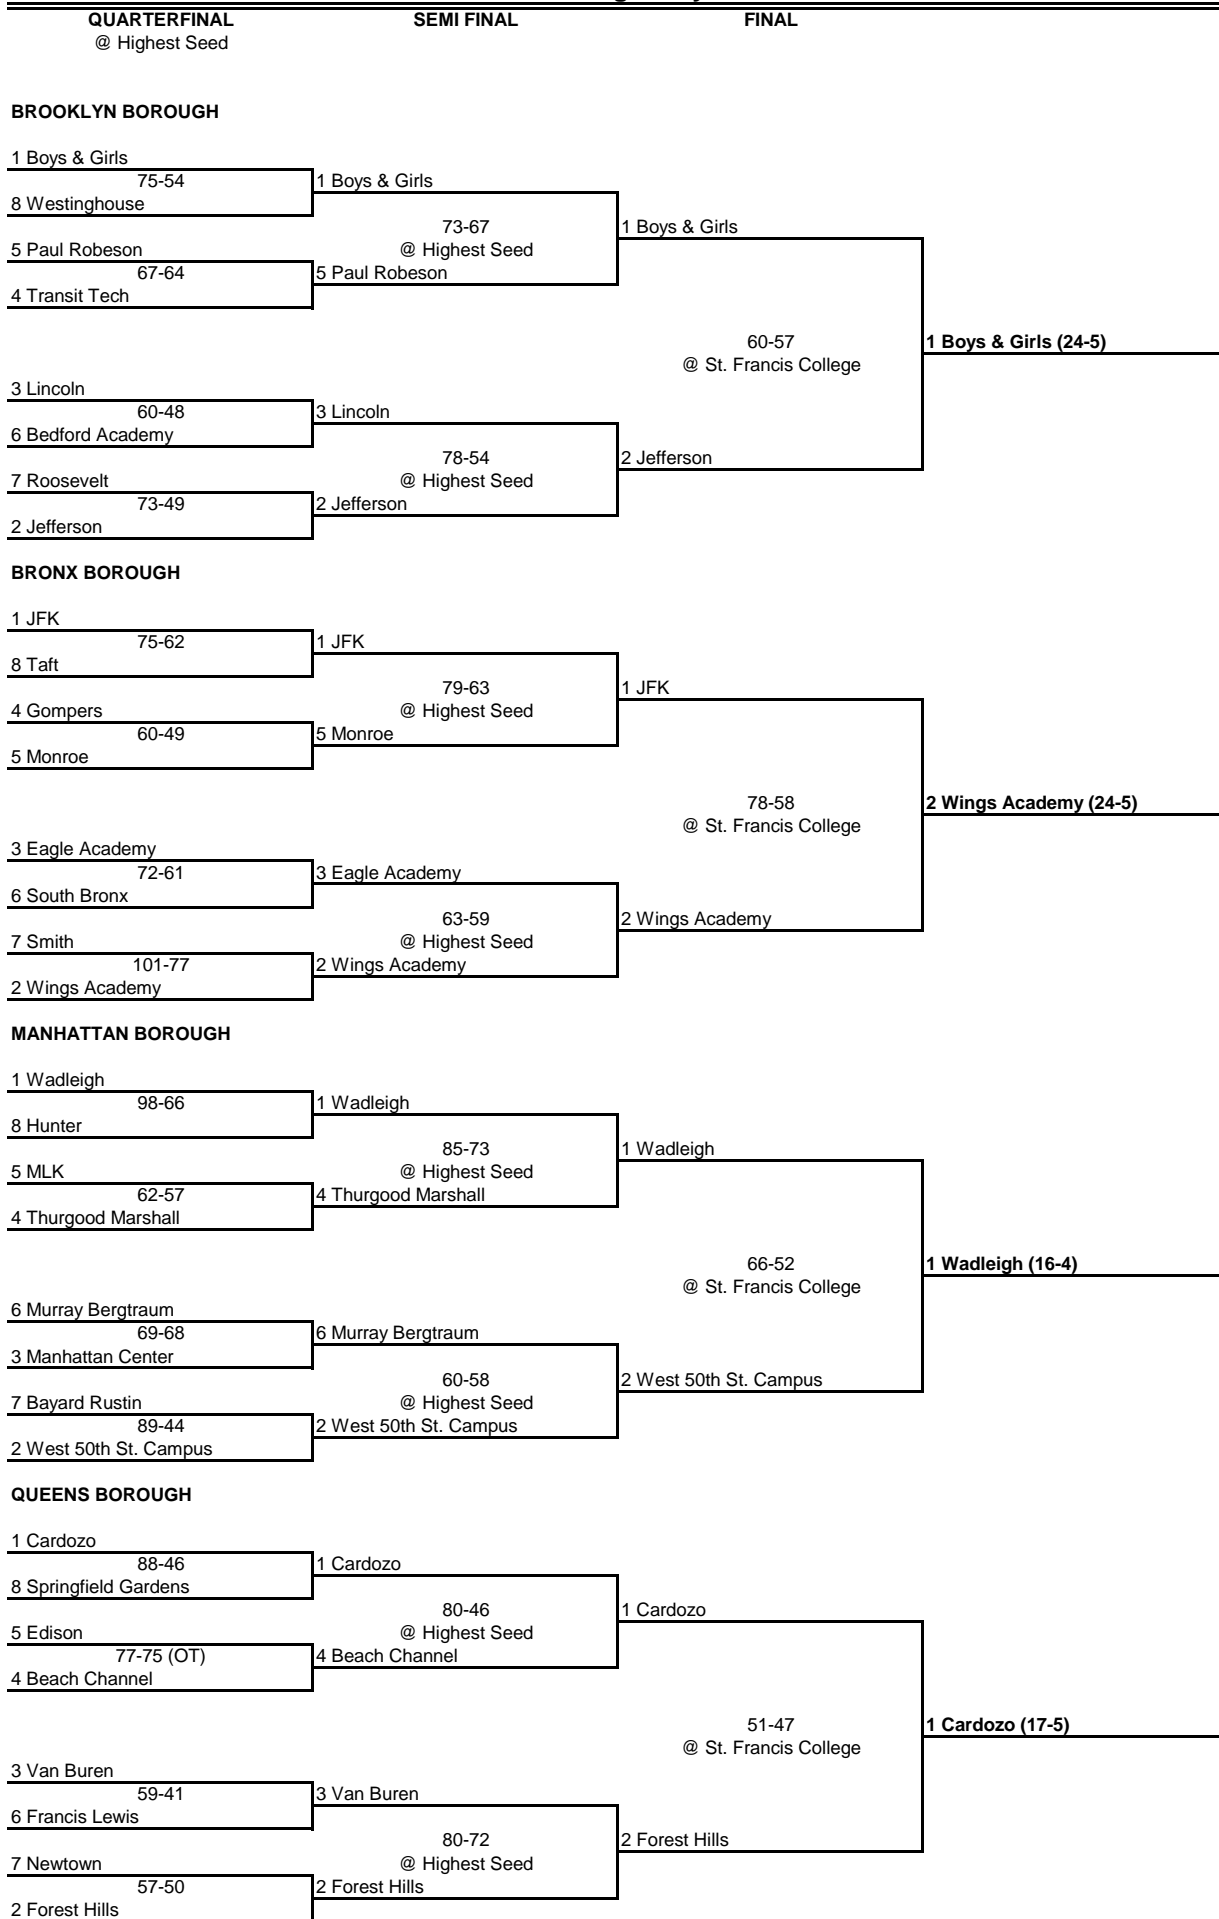 QUARTERFINAL SEMI FINAL FINAL
@ Highest Seed
BROOKLYN BOROUGH
1 Boys & Girls
75-54 1 Boys & Girls
8 Westinghouse
73-67 1 Boys & Girls
5 Paul Robeson @ Highest Seed
67-64 5 Paul Robeson
4 Transit Tech
60-57 1 Boys & Girls (24-5)
@ St. Francis College
3 Lincoln
60-48 3 Lincoln
6 Bedford Academy
78-54 2 Jefferson
7 Roosevelt @ Highest Seed
73-49 2 Jefferson
2 Jefferson
BRONX BOROUGH
1 JFK
75-62 1 JFK
8 Taft
79-63 1 JFK
4 Gompers @ Highest Seed
60-49 5 Monroe
5 Monroe
78-58 2 Wings Academy (24-5)
@ St. Francis College
3 Eagle Academy
72-61 3 Eagle Academy
6 South Bronx
63-59 2 Wings Academy
7 Smith @ Highest Seed
101-77 2 Wings Academy
2 Wings Academy
MANHATTAN BOROUGH
1 Wadleigh
98-66 1 Wadleigh
8 Hunter
85-73 1 Wadleigh
5 MLK @ Highest Seed
62-57 4 Thurgood Marshall
4 Thurgood Marshall
66-52 1 Wadleigh (16-4)
@ St. Francis College
6 Murray Bergtraum
69-68 6 Murray Bergtraum
3 Manhattan Center
60-58 2 West 50th St. Campus
7 Bayard Rustin @ Highest Seed
89-44 2 West 50th St. Campus
2 West 50th St. Campus
QUEENS BOROUGH
1 Cardozo
88-46 1 Cardozo
8 Springfield Gardens
80-46 1 Cardozo
5 Edison @ Highest Seed
77-75 (OT) 4 Beach Channel
4 Beach Channel
51-47 1 Cardozo (17-5)
@ St. Francis College
3 Van Buren
59-41 3 Van Buren
6 Francis Lewis
80-72 2 Forest Hills
7 Newtown @ Highest Seed
57-50 2 Forest Hills
2 Forest Hills